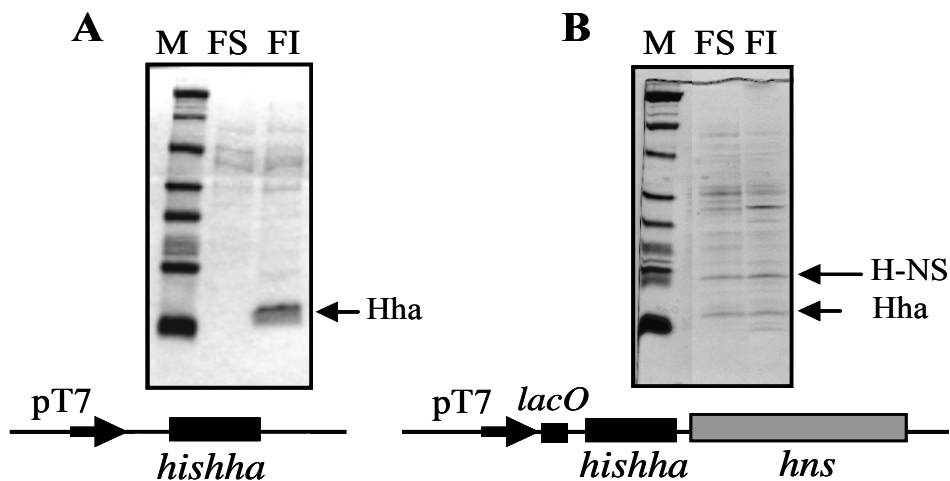 A
M FS FI
Hha
pT7
hishha
B
M FS FI
H-NS
Hha
pT7 lacO
hishha hns